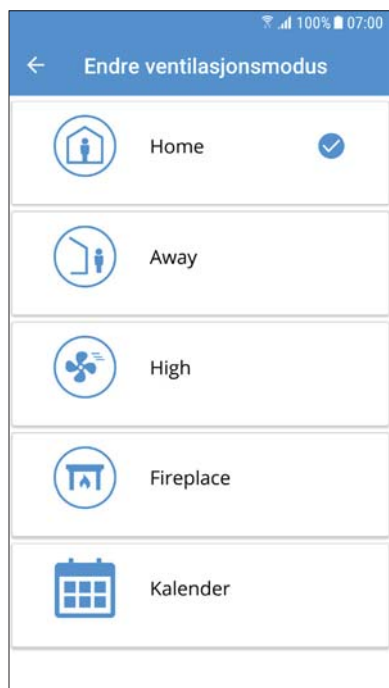 100% 07:00
Endre ventilasjonsmodus
Home
Away
High
Fireplace
Kalender